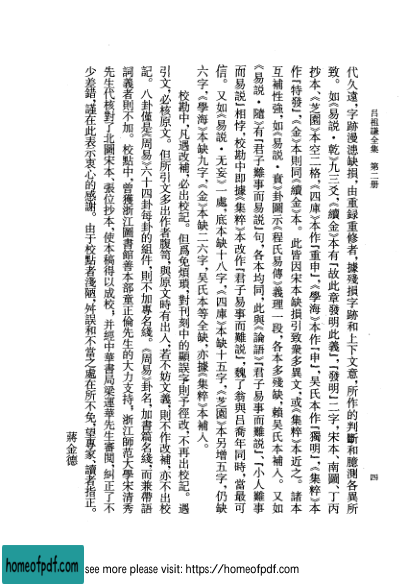 呂祖謙全集 第二册
四
代久遠，字跡漫漶缺損，由重録重修者，據殘損字跡和上下文意，所作的判斷和臆測各異所
致。如《易説·乾》九三爻，《續金》本有「故此章發明此義」，「發明」二字，宋本、南圖、丁丙
抄本、《芝園》本空二格，《四庫》本作「重申」，《學海》本作「申」，吴氏本作「獨明」，《集粹》本
作「特發」，《金》本則同《續金》本。此皆因宋本缺損引致衆多異文，或《集粹》本近之。諸本
互補性强，如《易説·賁》卦圖示《程氏易傳》義理一段，各本多殘缺，賴吴氏本補入。又如
《易説·隨》有「君子難事而易説」句，各本均同，此與《論語》「君子易事而難説」、「小人難事
而易説」相悖，校勘中即據《集粹》本改作「君子易事而難説」，魏了翁與吕喬年同時，當最可
信。又如《易説·无妄》一處，底本缺十八字，《四庫》本缺十五字，《芝園》本另增五字，仍缺
六字，《學海》本缺九字，《金》本缺二六字，吴氏本等全缺，亦據《集粹》本補入。
校勘中，凡遇改補，必出校記。但爲免煩瑣，對刊刻中的顯誤字則予徑改，不再出校記。遇
引文，必核對原文。但所引文多出作者腹笥，與原文時有出入，若不妨文義，則不作改補，亦不出校
記。八卦僅是《周易》六十四卦每卦的組件，則不加專名綫。《周易》卦名，加書篇名綫，而兼帶語
詞義者則不加。校點中，曾獲浙江圖書館善本部童正倫先生的大力支持。浙江師范大學宋清秀
先生代核對了北圖宋本、張位抄本，使本稿得以成校，并經中華書局梁運華先生審閲，糾正了不
少差錯，謹在此表示衷心的感謝。由于校點者淺陋，舛誤和不當之處在所不免，望專家、讀者指正。
蔣金德
homeofpdf.com
see more please visit: https://homeofpdf.com
homeofpdf.com